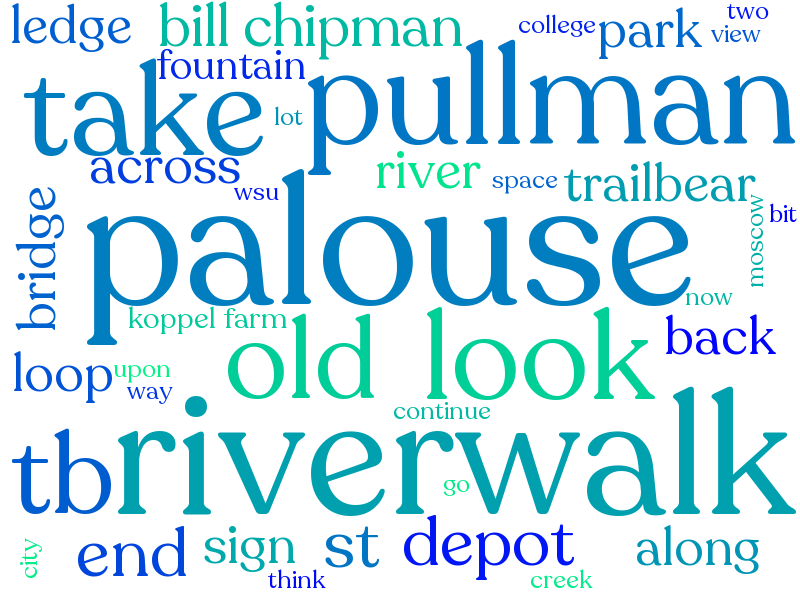 ledge
bill chipman
college
park
two
view
fountain
take
pullman
lot
across
river
wsu
space
trailbear
bridge
palouse
moscow
bit
now
koppel farm
old look
back
loop
upon
way
continue
tb
riverwalk
go
city
end
sign
st
depot
along
think
creek